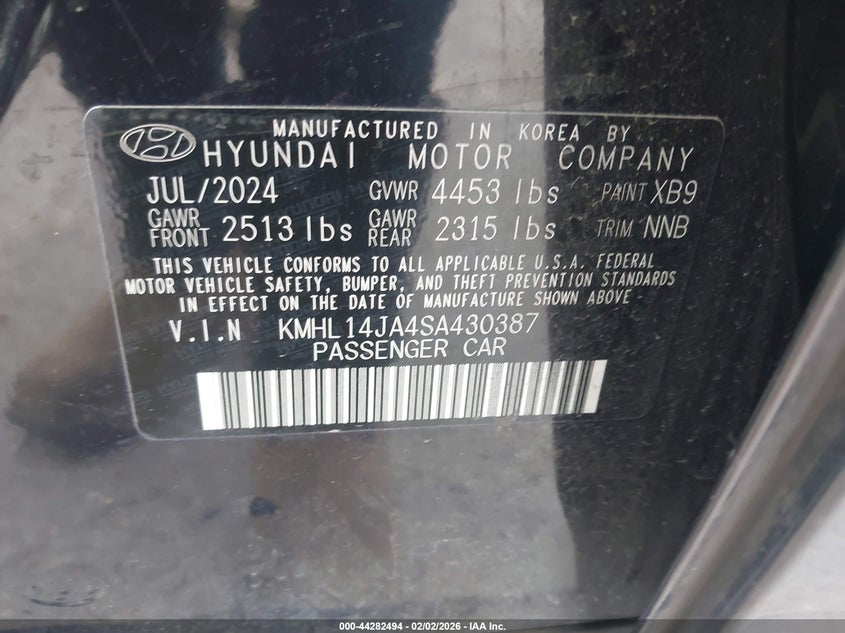 MANUFACTURED IN KOREA BY
HYUNDAI MOTOR COMPANY
JUL/2024 GVWR 4453 lbs PAINT XB9
GAWR FRONT 2513 lbs GAWR REAR 2315 lbs TRIM NNB
THIS VEHICLE CONFORMS TO ALL APPLICABLE U.S.A. FEDERAL
MOTOR VEHICLE SAFETY, BUMPER, AND THEFT PREVENTION STANDARDS
IN EFFECT ON THE DATE OF MANUFACTURE SHOWN ABOVE
V.I.N KMHL14JA4SA430387
PASSENGER CAR
000-44282494 - 02/02/2026 - IAA Inc.